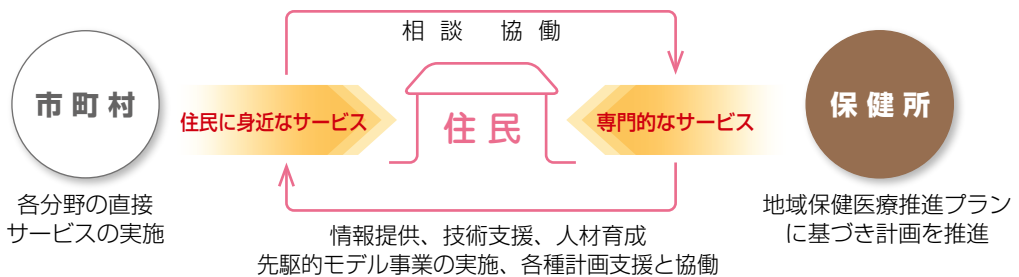 相談 協働
市町村
住民に身近なサービス
住民
専門的なサービス
保健所
各分野の直接
サービスの実施
地域保健医療推進プラン
に基づき計画を推進
情報提供、技術支援、人材育成
先駆的モデル事業の実施、各種計画支援と協働